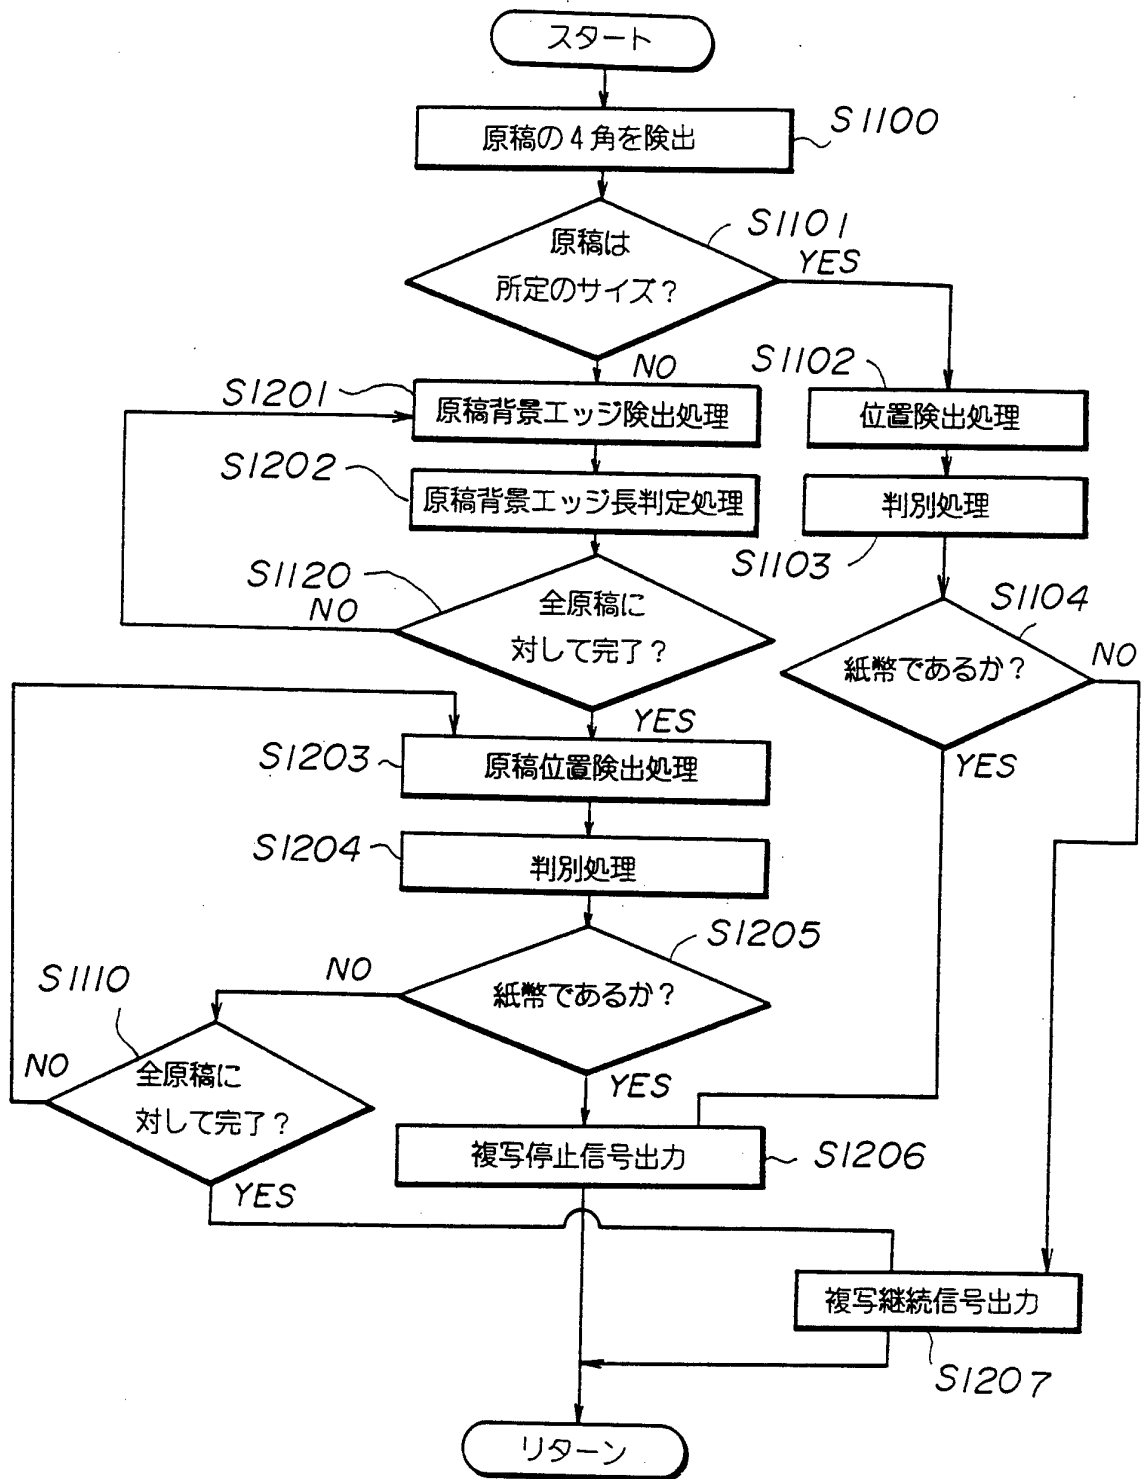 スタート
原稿の4角を険出
S1100
原稿は
所定のサイズ?
S1101
YES
NO
S1102
位置険出処理
S1201
原稿背景エッジ険出処理
S1202
原稿背景エッジ長判定処理
判別処理
S1103
S1120
NO
全原稿に
対して完了?
YES
S1104
紙幣であるか?
NO
YES
S1203
原稿位置険出処理
S1204
判別処理
S1205
紙幣であるか?
NO
YES
S1110
全原稿に
対して完了?
NO
YES
複写停止信号出力
S1206
複写継続信号出力
S1207
リターン